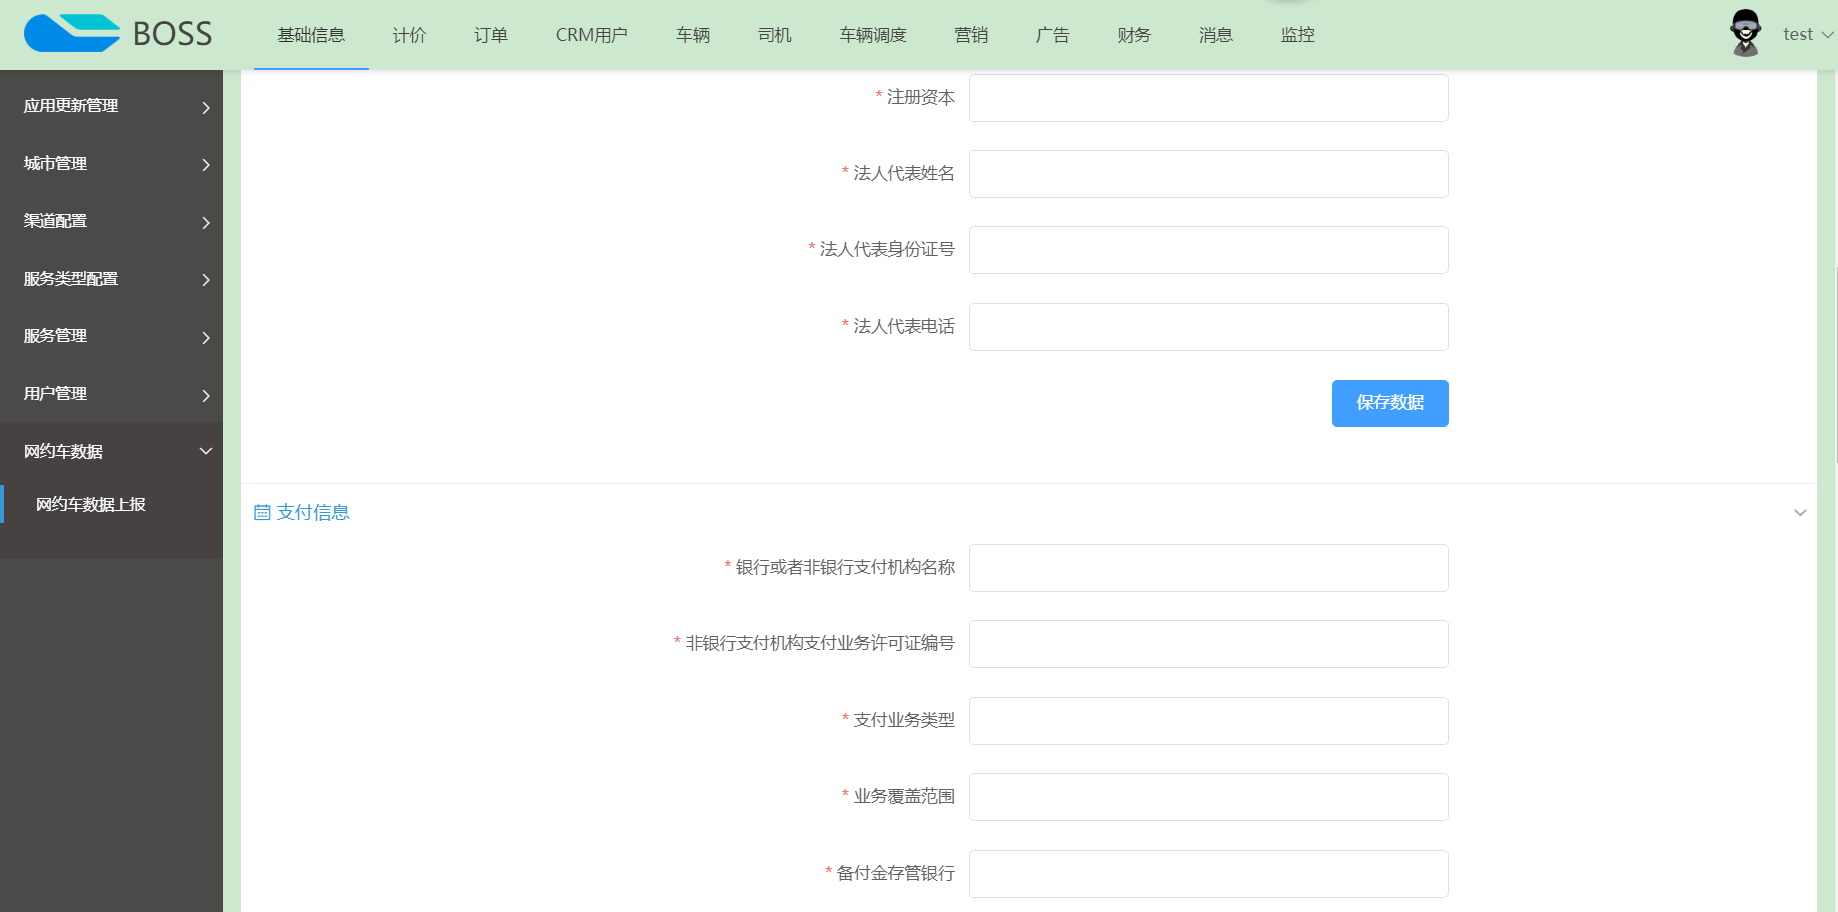 BOSS
基础信息 计价 订单 CRM用户 车辆 司机 车辆调度 营销 广告 财务 消息 监控 test
应用更新管理
城市管理
渠道配置
服务类型配置
服务管理
用户管理
网约车数据
网约车数据上报
* 注册资本
* 法人代表姓名
* 法人代表身份证号
* 法人代表电话
保存数据
支付信息
* 银行或者非银行支付机构名称
* 非银行支付机构支付业务许可证编号
* 支付业务类型
* 业务覆盖范围
* 备付金存管银行